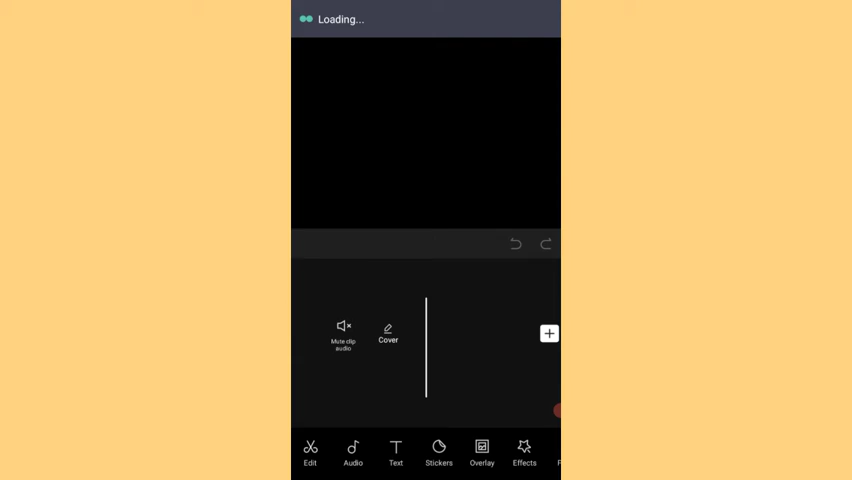 Loading...
Mute clip
audio
Cover
Edit
Audio
Text
Stickers
Overlay
Effects